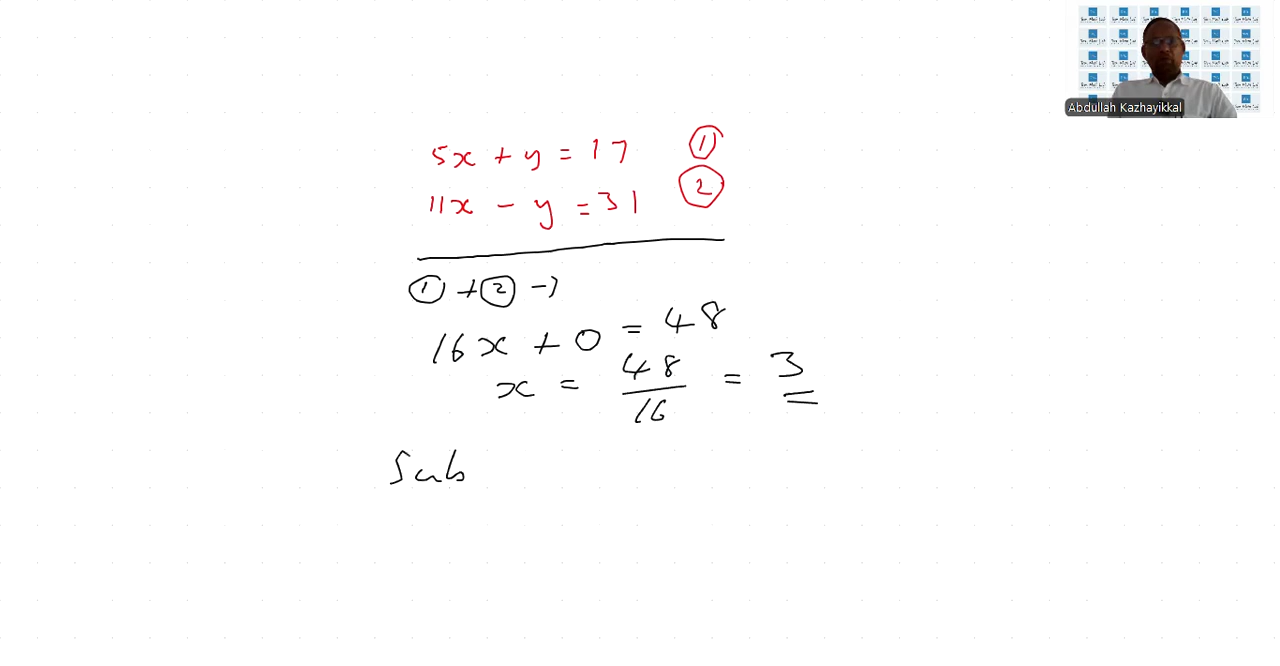 Abdullah Kazhayikkal
5x + y = 17 ①
11x - y = 31 ②
① + ② →
16x + 0 = 48
x = 48/16 = 3
Sub